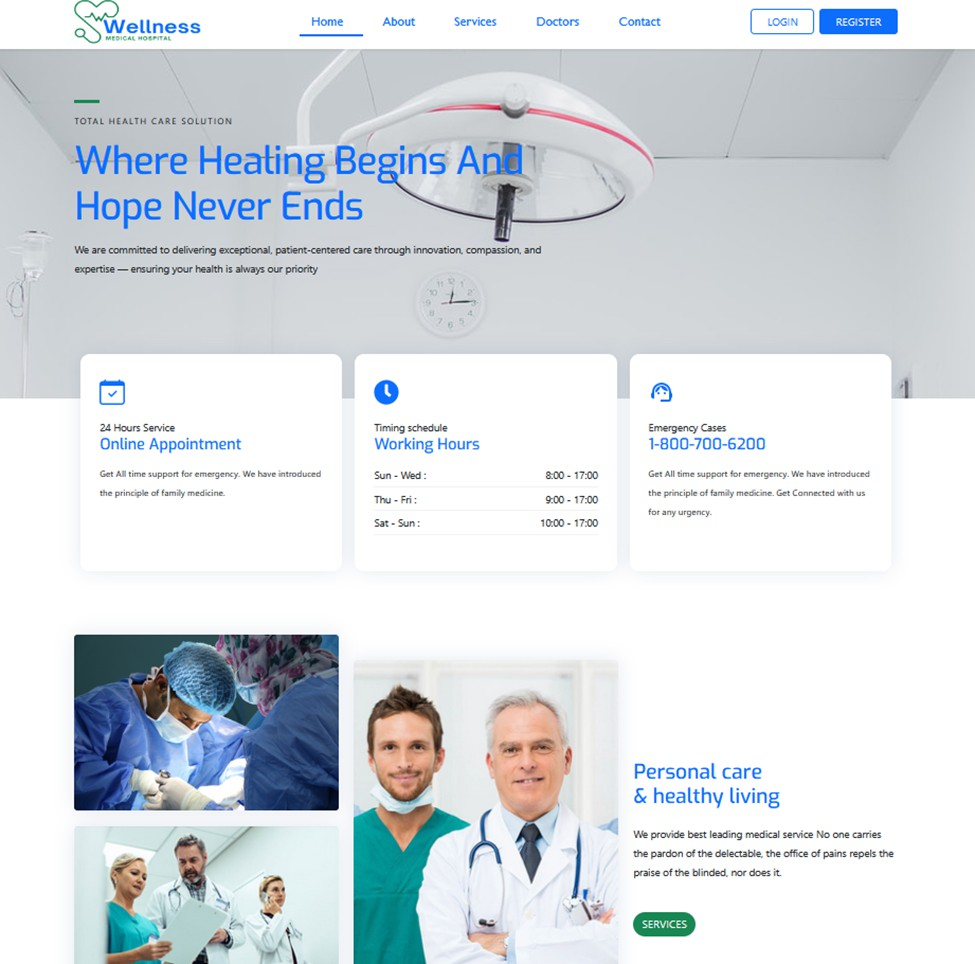 Wellness
MEDICAL HOSPITAL
Home About Services Doctors Contact
LOGIN REGISTER
TOTAL HEALTH CARE SOLUTION
Where Healing Begins And
Hope Never Ends
We are committed to delivering exceptional, patient-centered care through innovation, compassion, and
expertise — ensuring your health is always our priority
24 Hours Service
Online Appointment
Get All time support for emergency. We have introduced
the principle of family medicine.
Timing schedule
Working Hours
Sun - Wed : 8:00 - 17:00
Thu - Fri : 9:00 - 17:00
Sat - Sun : 10:00 - 17:00
Emergency Cases
1-800-700-6200
Get All time support for emergency. We have introduced
the principle of family medicine. Get Connected with us
for any urgency.
Personal care
& healthy living
We provide best leading medical service No one carries
the pardon of the delectable, the office of pains repels the
praise of the blinded, nor does it.
SERVICES